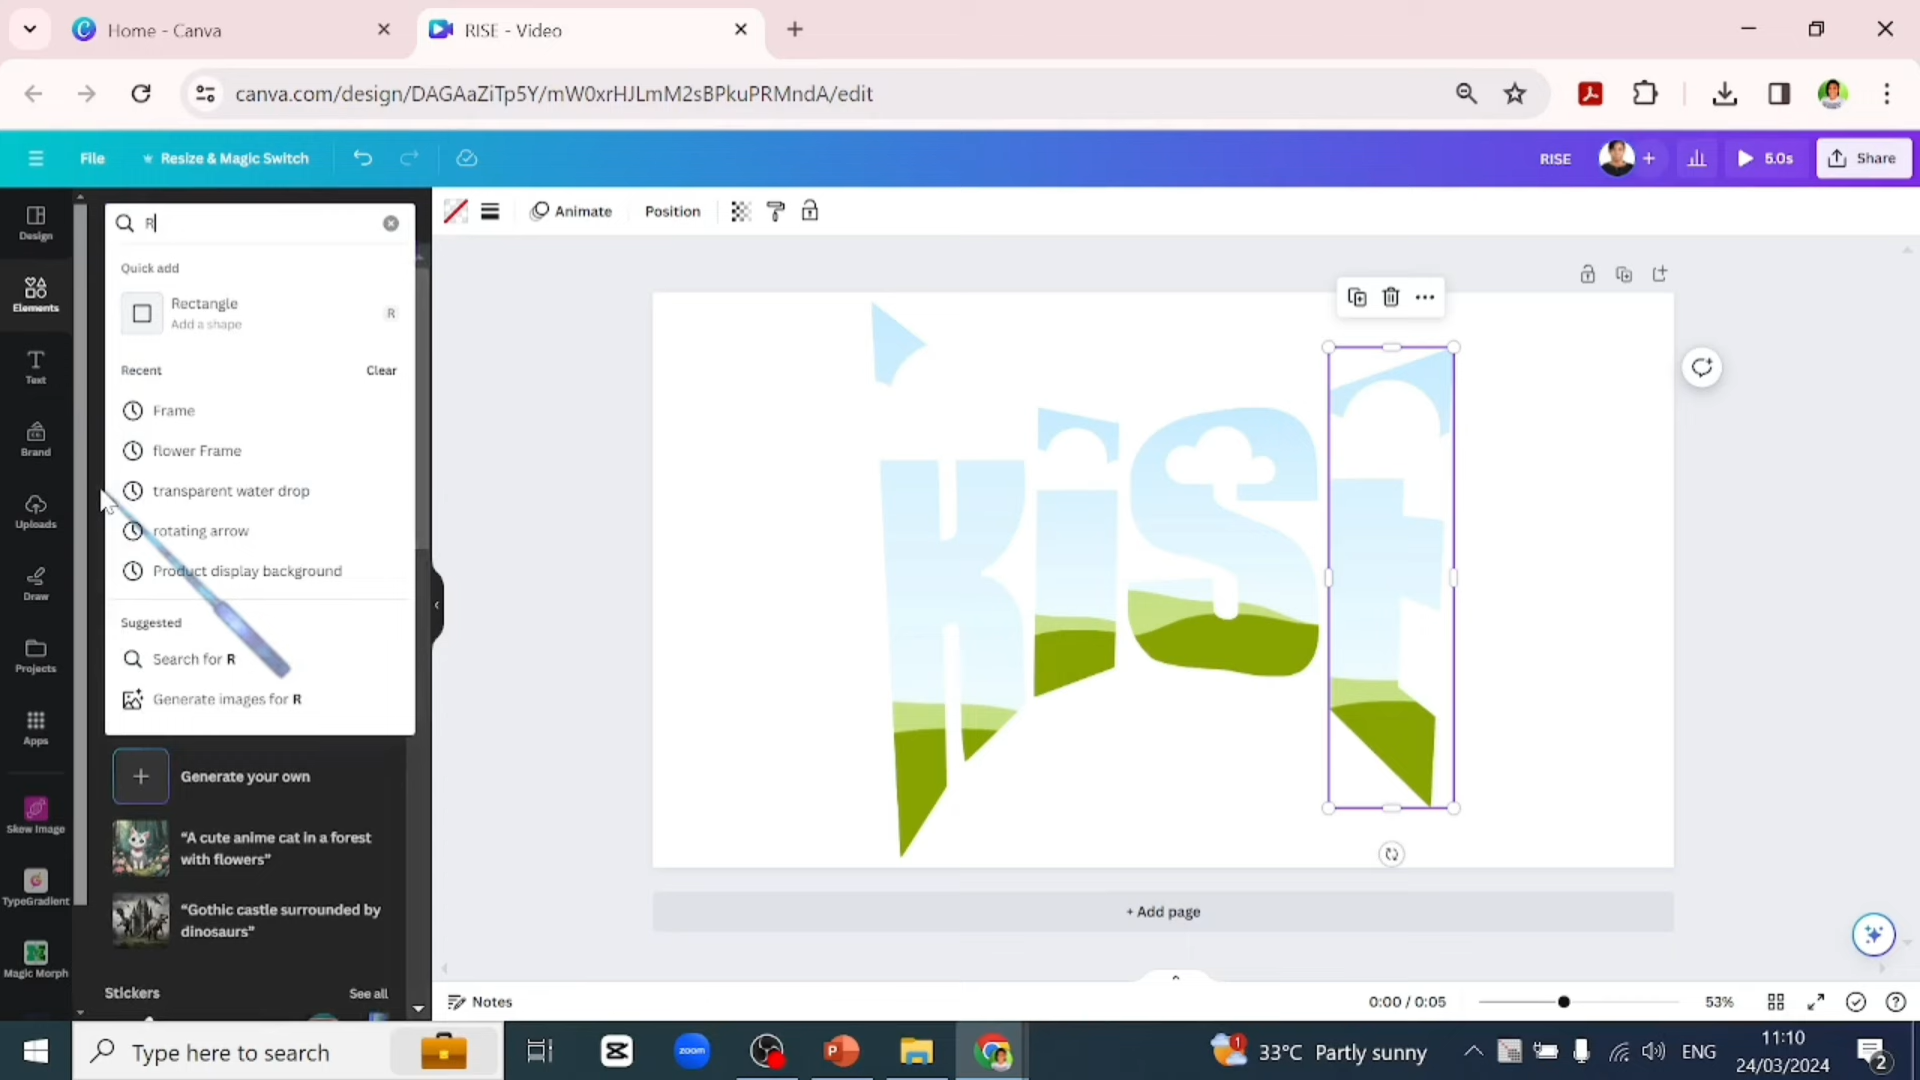 Home - Canva
RISE - Video
canva.com/design/DAGAaZiTp5Y/mW0xrHJLmM2sBPkuPRMndA/edit
File
Resize & Magic Switch
RISE
5.0s
Share
R
Animate
Position
Design
Elements
Text
Brand
Uploads
Draw
Projects
Apps
Skew Image
TypeGradient
Magic Morph
Quick add
Rectangle
R
Add a shape
Recent
Clear
Frame
flower Frame
transparent water drop
rotating arrow
Product display background
Suggested
Search for R
Generate images for R
Generate your own
"A cute anime cat in a forest
with flowers"
"Gothic castle surrounded by
dinosaurs"
Stickers
See all
KiSt
+ Add page
Notes
0:00 / 0:05
53%
Type here to search
zoom
1
33°C Partly sunny
ENG
11:10
24/03/2024
2